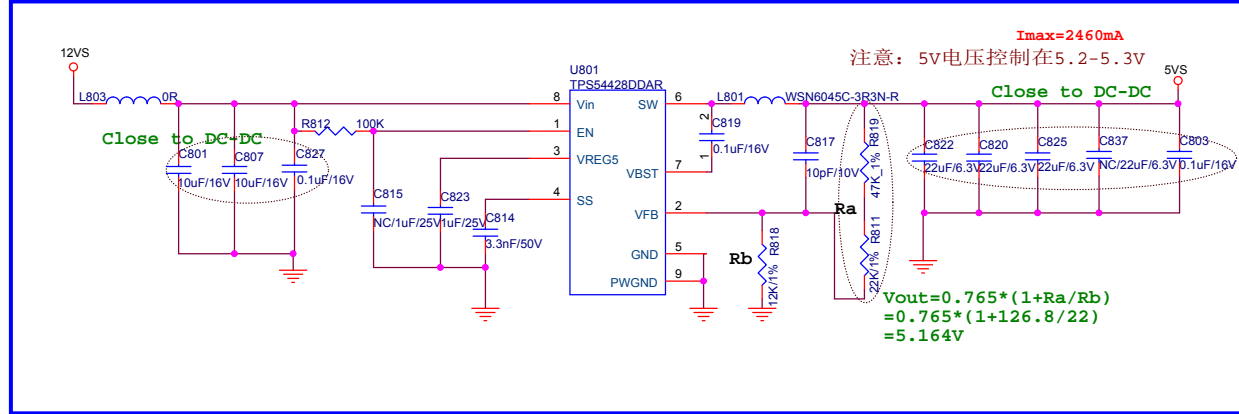 Imax=2460mA
注意：5V电压控制在5.2-5.3V
12VS
5VS
U801
TPS54428DDAR
L803
0R
8
Vin
SW
6
L801
WSN6045C-3R3N-R
Close to DC-DC
R812
100K
1
EN
Close to DC-DC
2
C819
0.1uF/16V
1
3
VREG5
VBST
7
C817
10pF/10V
47K_1% R819
C801
10uF/16V
C807
10uF/16V
C827
0.1uF/16V
C822
22uF/6.3V
C820
22uF/6.3V
C825
22uF/6.3V
C837
NC/22uF/6.3V
C803
0.1uF/16V
C815
NC/1uF/25V
C823
1uF/25V
4
SS
C814
3.3nF/50V
VFB
2
Ra
GND
5
PWGND
9
Rb
12K/1% R818
22K/1% R811
Vout=0.765*(1+Ra/Rb)
=0.765*(1+126.8/22)
=5.164V